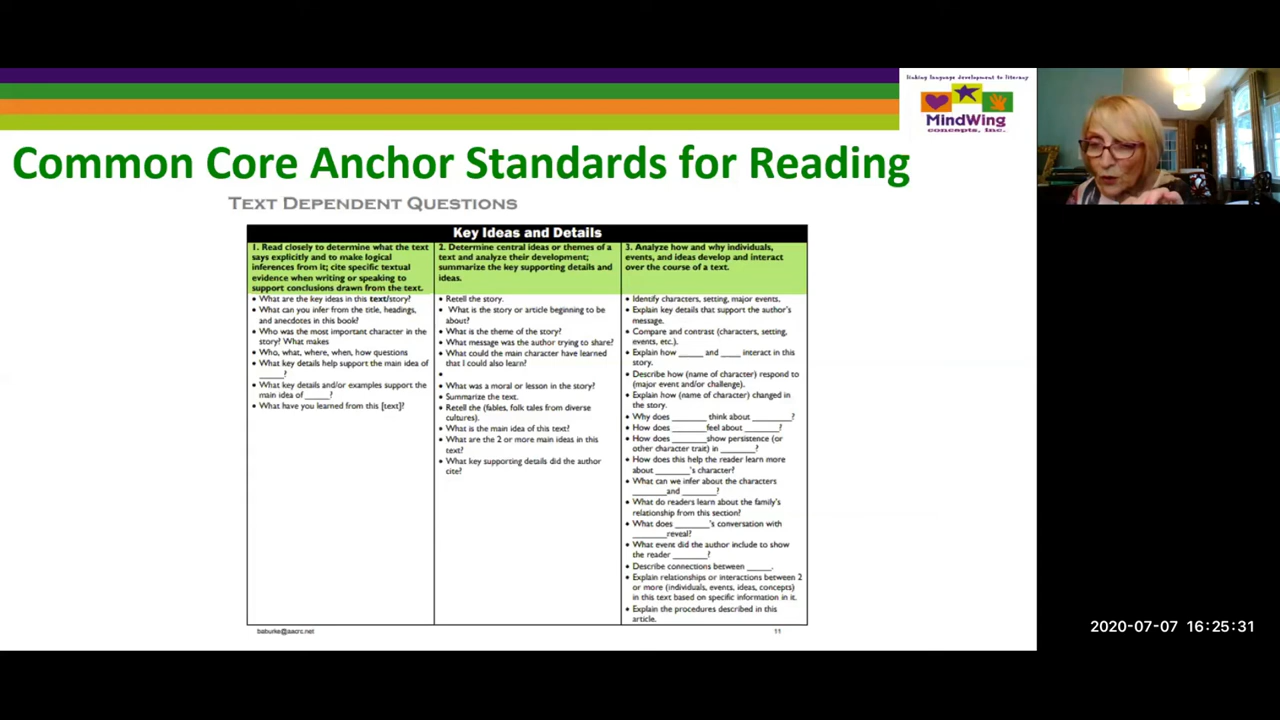 linking language development to literacy
MindWing
concepts, inc.
Common Core Anchor Standards for Reading
TEXT DEPENDENT QUESTIONS
Key Ideas and Details
1. Read closely to determine what the text
says explicitly and to make logical
inferences from it; cite specific textual
evidence when writing or speaking to
support conclusions drawn from the text.
• What are the key ideas in this text/story?
• What can you infer from the title, headings,
and anecdotes in this book?
• Who was the most important character in the
story? What makes
• Who, what, where, when, how questions
• What key details help support the main idea of
_____?
• What key details and/or examples support the
main idea of _____?
• What have you learned from this [text]?
2. Determine central ideas or themes of a
text and analyze their development;
summarize the key supporting details and
ideas.
• Retell the story.
• What is the story or article beginning to be
about?
• What is the theme of the story?
• What message was the author trying to share?
• What could the main character have learned
that I could also learn?
•
• What was a moral or lesson in the story?
• Summarize the text.
• Retell the (fables, folk tales from diverse
cultures).
• What is the main idea of this text?
• What are the 2 or more main ideas in this
text?
• What key supporting details did the author
cite?
3. Analyze how and why individuals,
events, and ideas develop and interact
over the course of a text.
• Identify characters, setting, major events.
• Explain key details that support the author's
message.
• Compare and contrast (characters, setting,
events, etc.).
• Explain how _____ and ____ interact in this
story.
• Describe how (name of character) respond to
(major event and/or challenge).
• Explain how (name of character) changed in
the story.
• Why does _______ think about ________?
• How does _______feel about _______?
• How does _______show persistence (or
other character trait) in _______?
• How does this help the reader learn more
about _______'s character?
• What can we infer about the characters
_______and _______?
• What do readers learn about the family's
relationship from this section?
• What does _______'s conversation with
_______reveal?
• What event did the author include to show
the reader _______?
• Describe connections between _____.
• Explain relationships or interactions between 2
or more (individuals, events, ideas, concepts)
in this text based on specific information in it.
• Explain the procedures described in this
article.
baburke@aacrc.net
11
2020-07-07 16:25:31